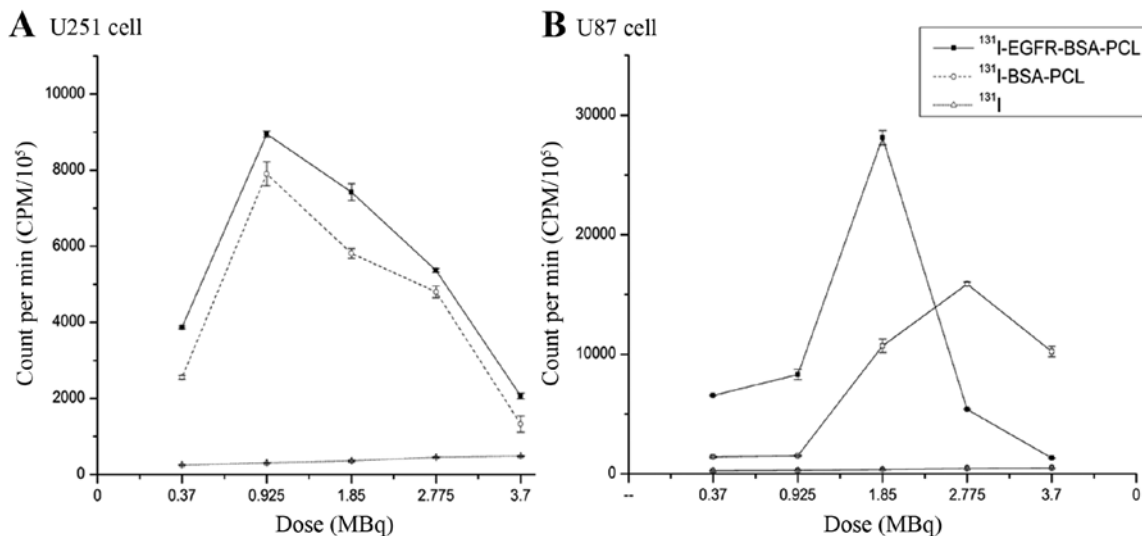 A U251 cell
Count per min (CPM/10⁵)
10000
8000
6000
4000
2000
0
0 0.37 0.925 1.85 2.775 3.7
Dose (MBq)
B U87 cell
¹³¹I-EGFR-BSA-PCL
¹³¹I-BSA-PCL
¹³¹I
Count per min (CPM/10⁵)
30000
20000
10000
0
-- 0.37 0.925 1.85 2.775 3.7 0
Dose (MBq)